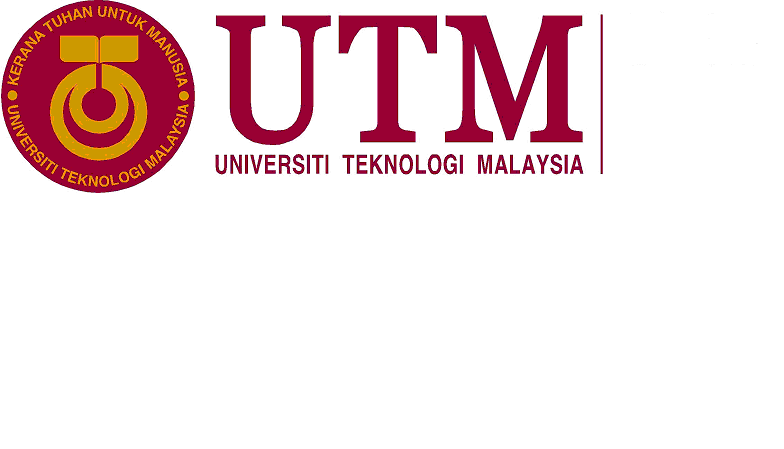 KERANA TUHAN UNTUK MANUSIA
UNIVERSITI TEKNOLOGI MALAYSIA
UTM
UNIVERSITI TEKNOLOGI MALAYSIA